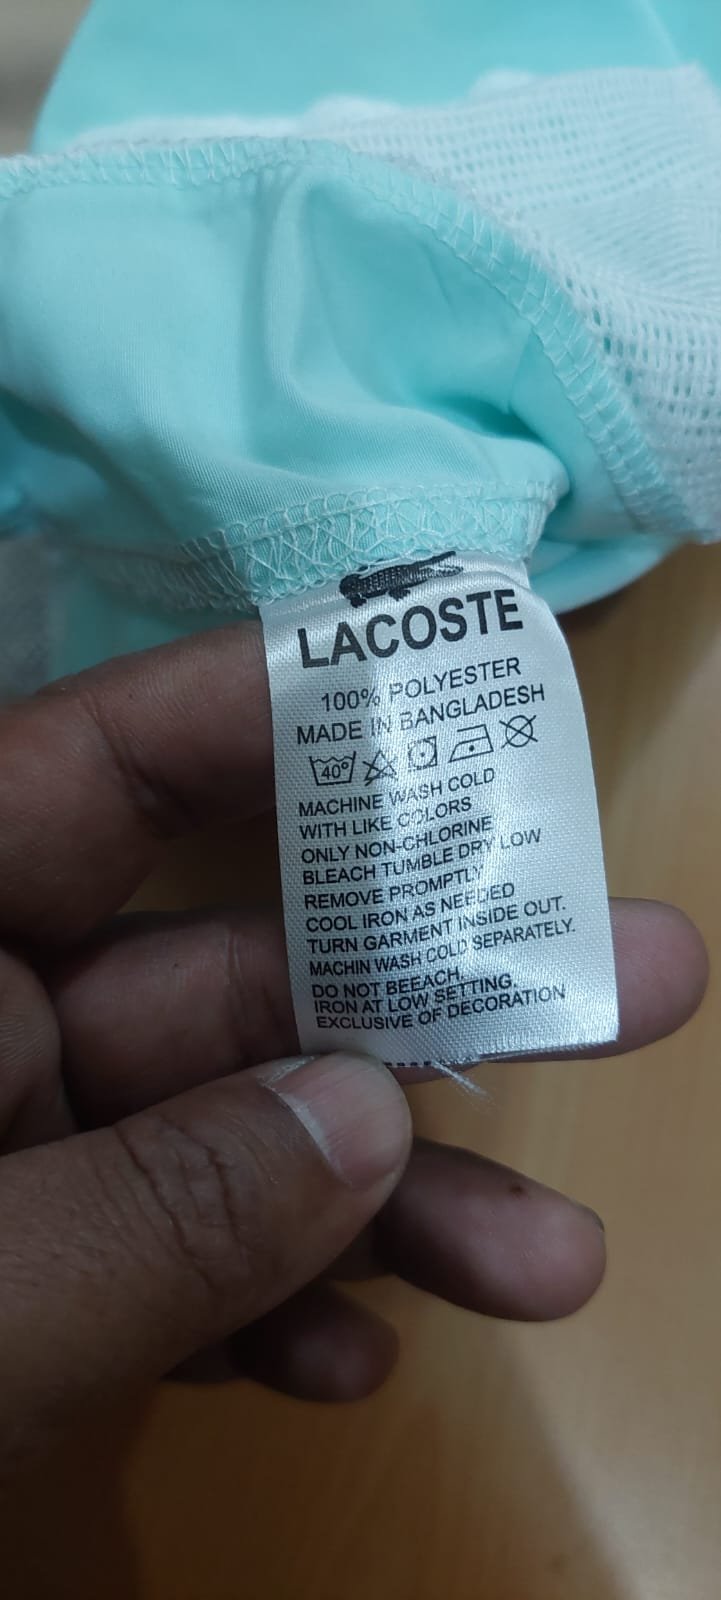 LACOSTE
100% POLYESTER
MADE IN BANGLADESH
40°
MACHINE WASH COLD
WITH LIKE COLORS
ONLY NON-CHLORINE
BLEACH TUMBLE DRY LOW
REMOVE PROMPTLY
COOL IRON AS NEEDED
TURN GARMENT INSIDE OUT.
MACHIN WASH COLD SEPARATELY.
DO NOT BEEACH.
IRON AT LOW SETTING.
EXCLUSIVE OF DECORATION